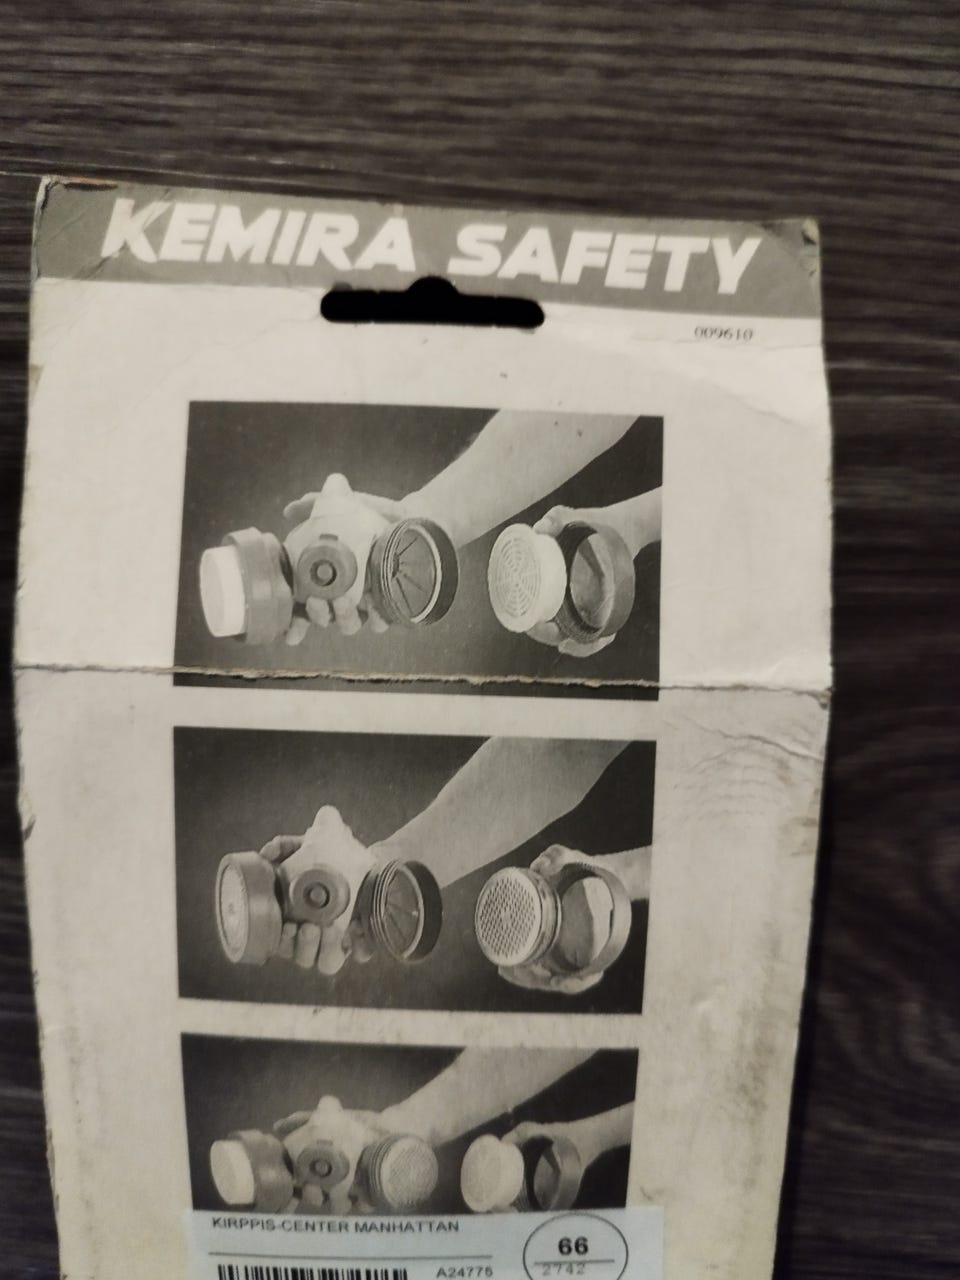 KEMIRA SAFETY
009610
KIRPPIS-CENTER MANHATTAN
66
A24775
2742